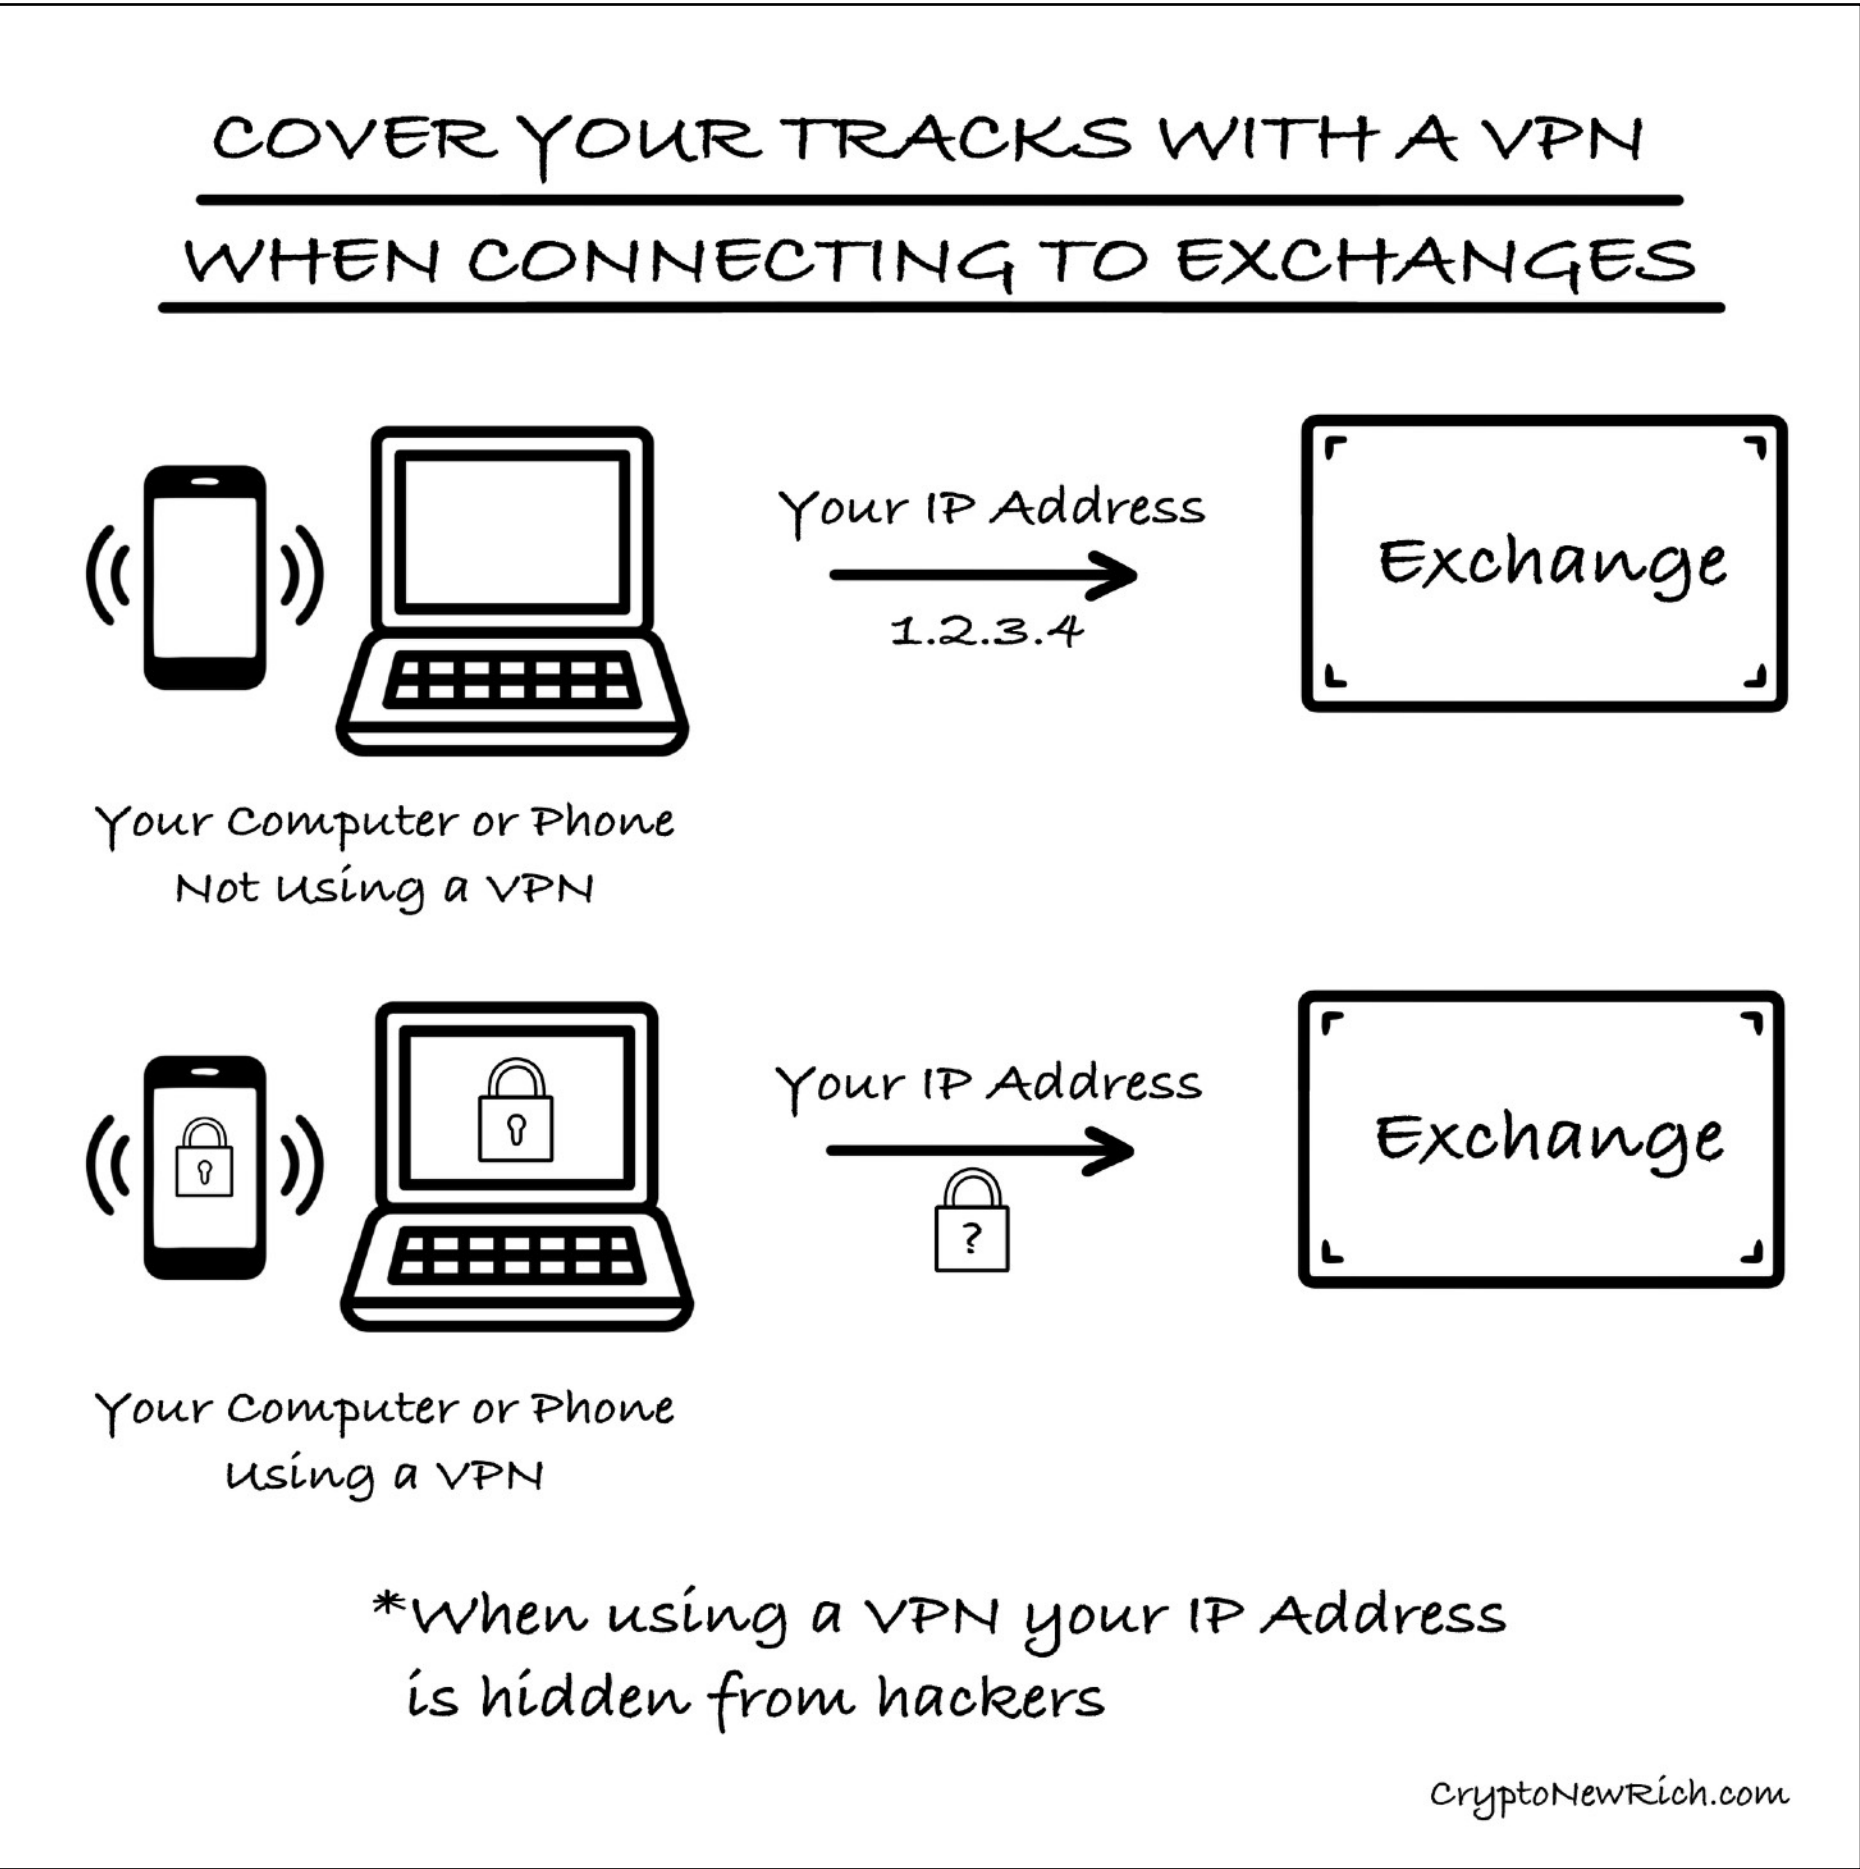 COVER YOUR TRACKS WITH A VPN
WHEN CONNECTING TO EXCHANGES
Your IP Address
1.2.3.4
Exchange
Your Computer or Phone
Not Using a VPN
Your IP Address
?
Exchange
Your Computer or Phone
Using a VPN
*When using a VPN your IP Address
is hidden from hackers
CryptoNewRich.com